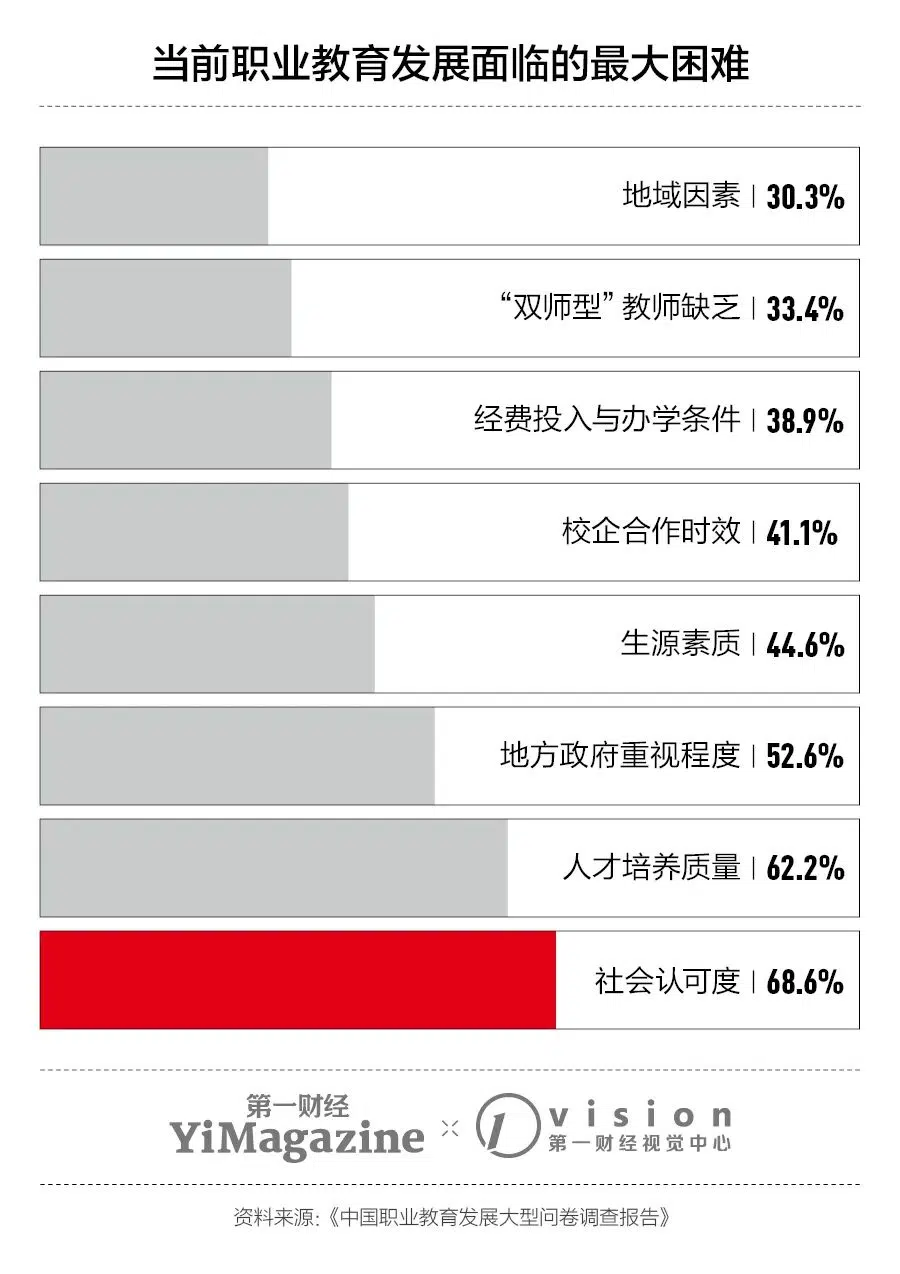 当前职业教育发展面临的最大困难
地域因素 | 30.3%
“双师型”教师缺乏 | 33.4%
经费投入与办学条件 | 38.9%
校企合作时效 | 41.1%
生源素质 | 44.6%
地方政府重视程度 | 52.6%
人才培养质量 | 62.2%
社会认可度 | 68.6%
第一财经
YiMagazine
vision
第一财经视觉中心
资料来源:《中国职业教育发展大型问卷调查报告》